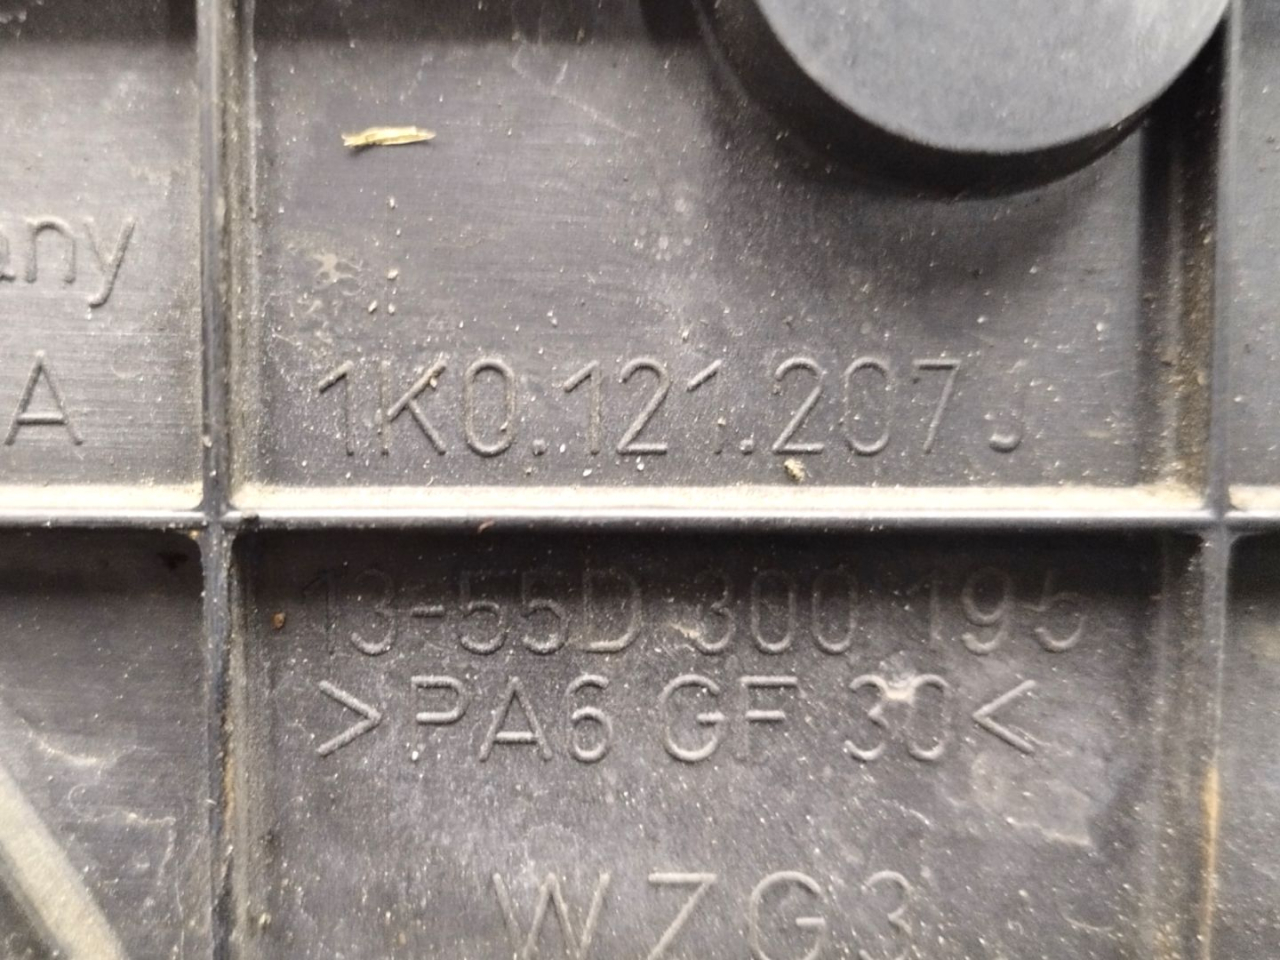 any
A
1K0.121.207 J
13-55D 300 195
>PA6 GF 30<
WZG3